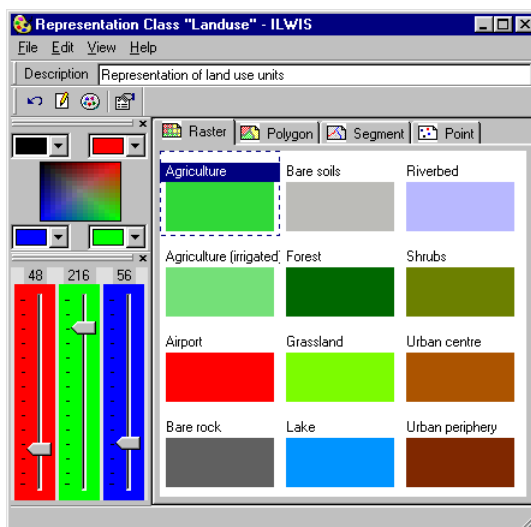 Representation Class "Landuse" - ILWIS
File Edit View Help
Description Representation of land use units
Raster Polygon Segment Point
48 216 56
Agriculture Bare soils Riverbed
Agriculture (irrigated) Forest Shrubs
Airport Grassland Urban centre
Bare rock Lake Urban periphery